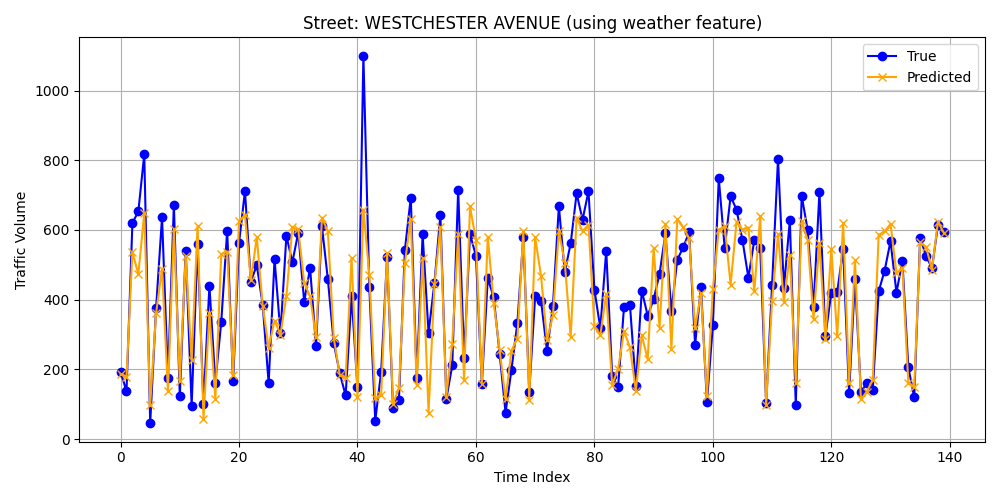 Street: WESTCHESTER AVENUE (using weather feature)
True
Predicted
Traffic Volume
1000
800
600
400
200
0
0 20 40 60 80 100 120 140
Time Index